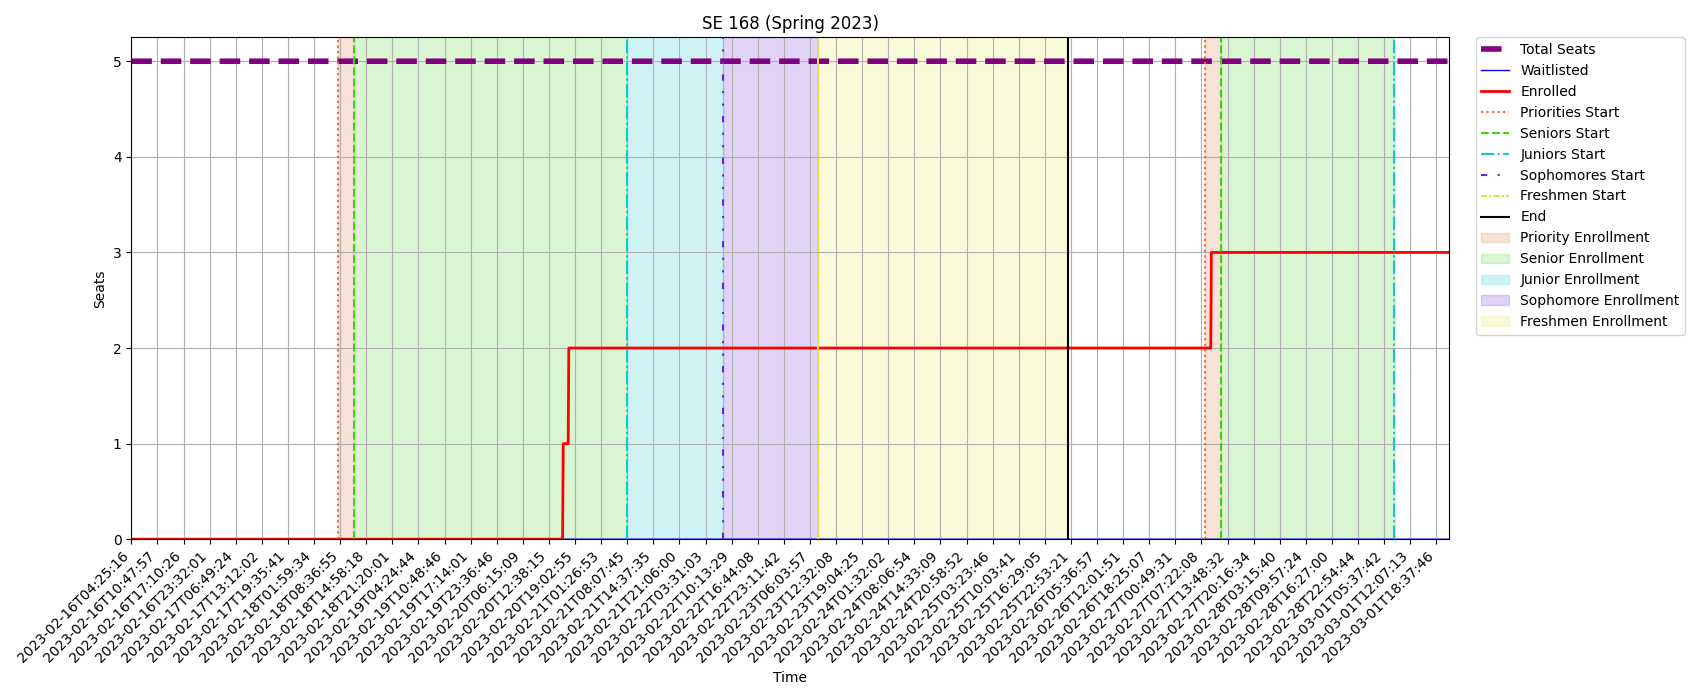 SE 168 (Spring 2023)
Seats
5
4
3
2
1
0
2023-02-16T04:25:16
2023-02-16T10:47:57
2023-02-16T17:10:26
2023-02-16T23:32:01
2023-02-17T06:49:24
2023-02-17T13:12:02
2023-02-17T19:35:41
2023-02-18T01:59:34
2023-02-18T08:36:55
2023-02-18T14:58:18
2023-02-18T21:20:01
2023-02-19T04:24:44
2023-02-19T10:48:46
2023-02-19T17:14:01
2023-02-19T23:36:46
2023-02-20T06:15:09
2023-02-20T12:38:15
2023-02-20T19:02:55
2023-02-21T01:26:53
2023-02-21T08:07:45
2023-02-21T14:37:35
2023-02-21T21:06:00
2023-02-22T03:31:03
2023-02-22T10:13:29
2023-02-22T16:44:08
2023-02-22T23:11:42
2023-02-23T06:03:57
2023-02-23T12:32:08
2023-02-23T19:04:25
2023-02-24T01:32:02
2023-02-24T08:06:54
2023-02-24T14:33:09
2023-02-24T20:58:52
2023-02-25T03:23:46
2023-02-25T10:03:41
2023-02-25T16:29:05
2023-02-25T22:53:21
2023-02-26T05:36:57
2023-02-26T12:01:51
2023-02-26T18:25:07
2023-02-27T00:49:31
2023-02-27T07:22:08
2023-02-27T13:48:32
2023-02-27T20:16:34
2023-02-28T03:15:40
2023-02-28T09:57:24
2023-02-28T16:27:00
2023-02-28T22:54:44
2023-03-01T05:37:42
2023-03-01T12:07:13
2023-03-01T18:37:46
Time
Total Seats
Waitlisted
Enrolled
Priorities Start
Seniors Start
Juniors Start
Sophomores Start
Freshmen Start
End
Priority Enrollment
Senior Enrollment
Junior Enrollment
Sophomore Enrollment
Freshmen Enrollment